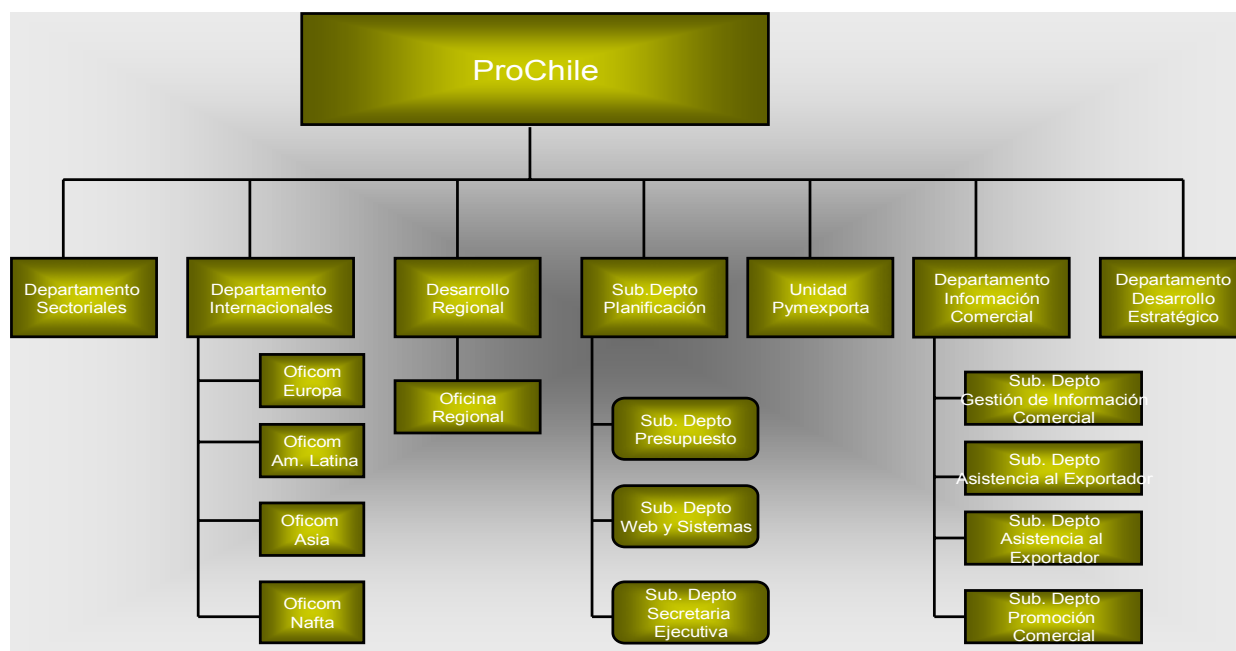 ProChile
Departamento
Sectoriales
Departamento
Internacionales
Desarrollo
Regional
Sub.Depto
Planificación
Unidad
Pymexporta
Departamento
Información
Comercial
Departamento
Desarrollo
Estratégico
Oficom
Europa
Oficom
Am. Latina
Oficom
Asia
Oficom
Nafta
Oficina
Regional
Sub. Depto
Presupuesto
Sub. Depto
Web y Sistemas
Sub. Depto
Secretaria
Ejecutiva
Sub. Depto
Gestión de Información
Comercial
Sub. Depto
Asistencia al Exportador
Sub. Depto
Asistencia al
Exportador
Sub. Depto
Promoción
Comercial